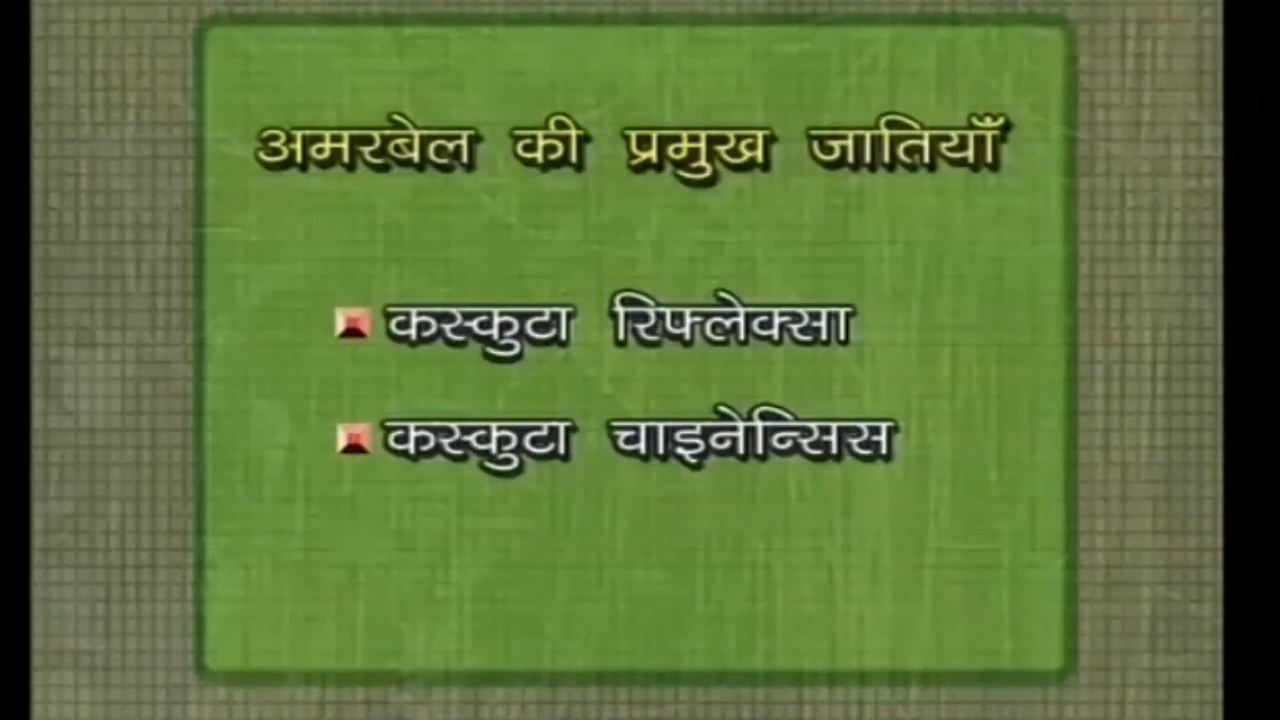 अमरबेल की प्रमुख जातियाँ
कस्कुटा रिफ्लेक्सा
कस्कुटा चाइनेन्सिस